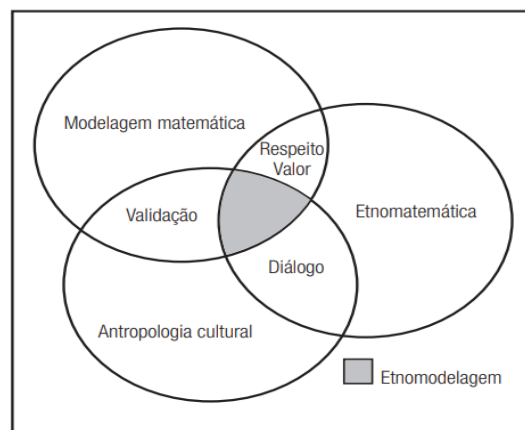 Modelagem matemática
Respeito
Valor
Validação
Etnomatemática
Diálogo
Antropologia cultural
Etnomodelagem